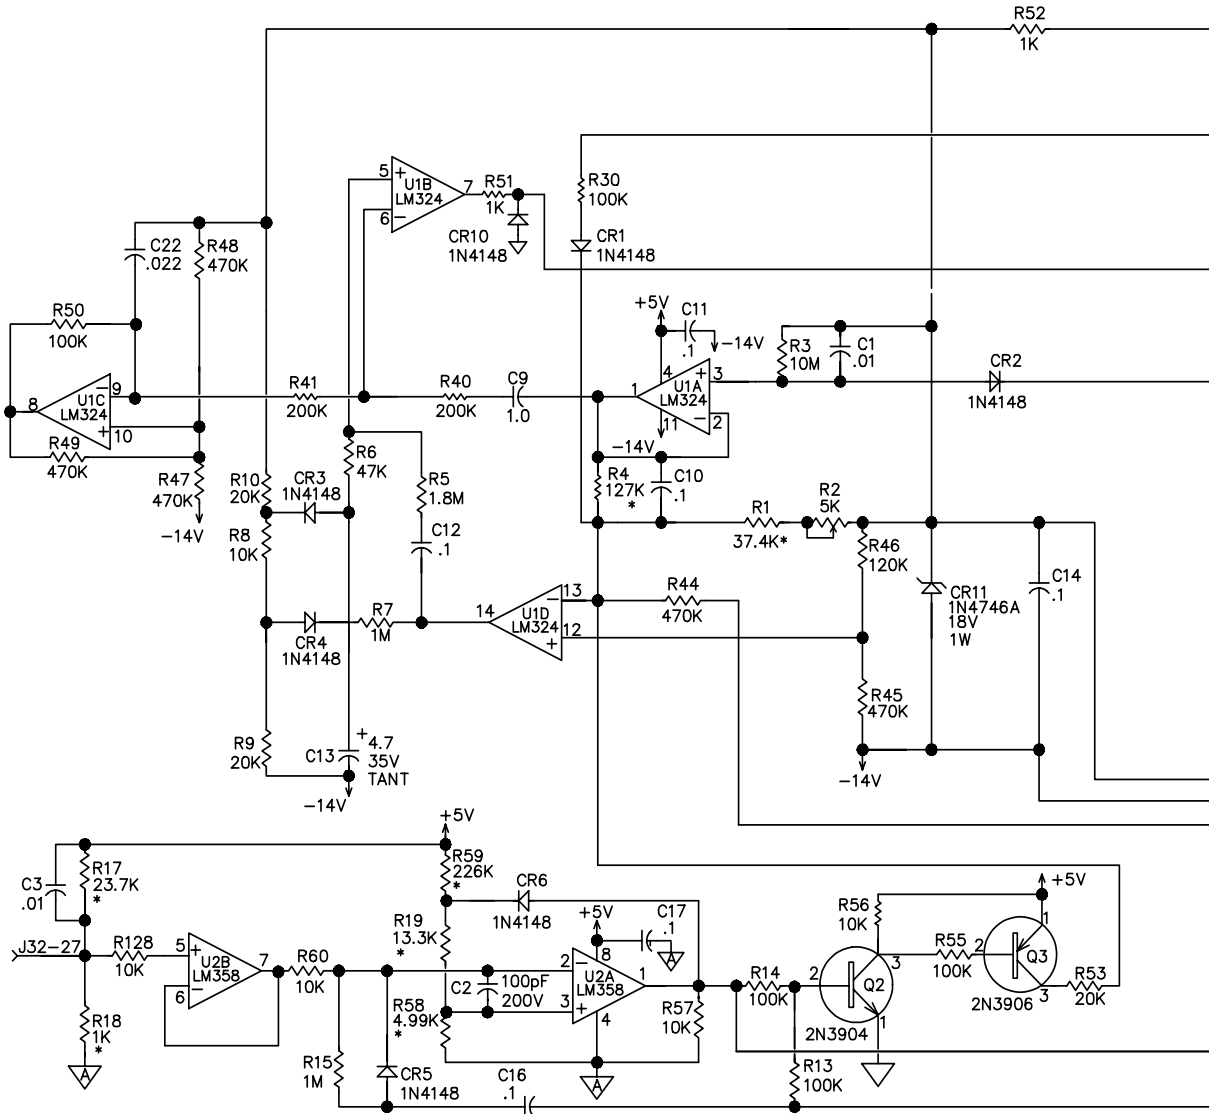 R52
1K
R30
100K
5
+
U1B
LM324
6
−
7
R51
1K
CR10
1N4148
CR1
1N4148
C22
.022
R48
470K
R50
100K
+5V
C11
.1
−14V
R3
10M
C1
.01
CR2
1N4148
8
−
9
U1C
LM324
+
10
R41
200K
R40
200K
C9
1.0
1
4
+
3
U1A
LM324
−
2
11
−14V
R49
470K
R47
470K
−14V
R10
20K
CR3
1N4148
R6
47K
R5
1.8M
R4
127K
*
C10
.1
R1
37.4K*
R2
5K
R8
10K
C12
.1
R46
120K
CR11
1N4746A
18V
1W
C14
.1
CR4
1N4148
R7
1M
14
−
13
U1D
LM324
+
12
R44
470K
R45
470K
−14V
R9
20K
C13
+
4.7
35V
TANT
−14V
+5V
C3
.01
R17
23.7K
*
R59
226K
*
CR6
1N4148
+5V
C17
.1
A
R19
13.3K
*
J32-27
R128
10K
5
+
U2B
LM358
6
−
7
R60
10K
R18
1K
*
A
C2
100pF
200V
2
−
8
U2A
LM358
3
+
4
1
R58
4.99K
*
R57
10K
A
R15
1M
CR5
1N4148
C16
.1
R14
100K
R13
100K
R56
10K
2
3
Q2
1
2N3904
R55
100K
+5V
1
2
Q3
3
2N3906
R53
20K